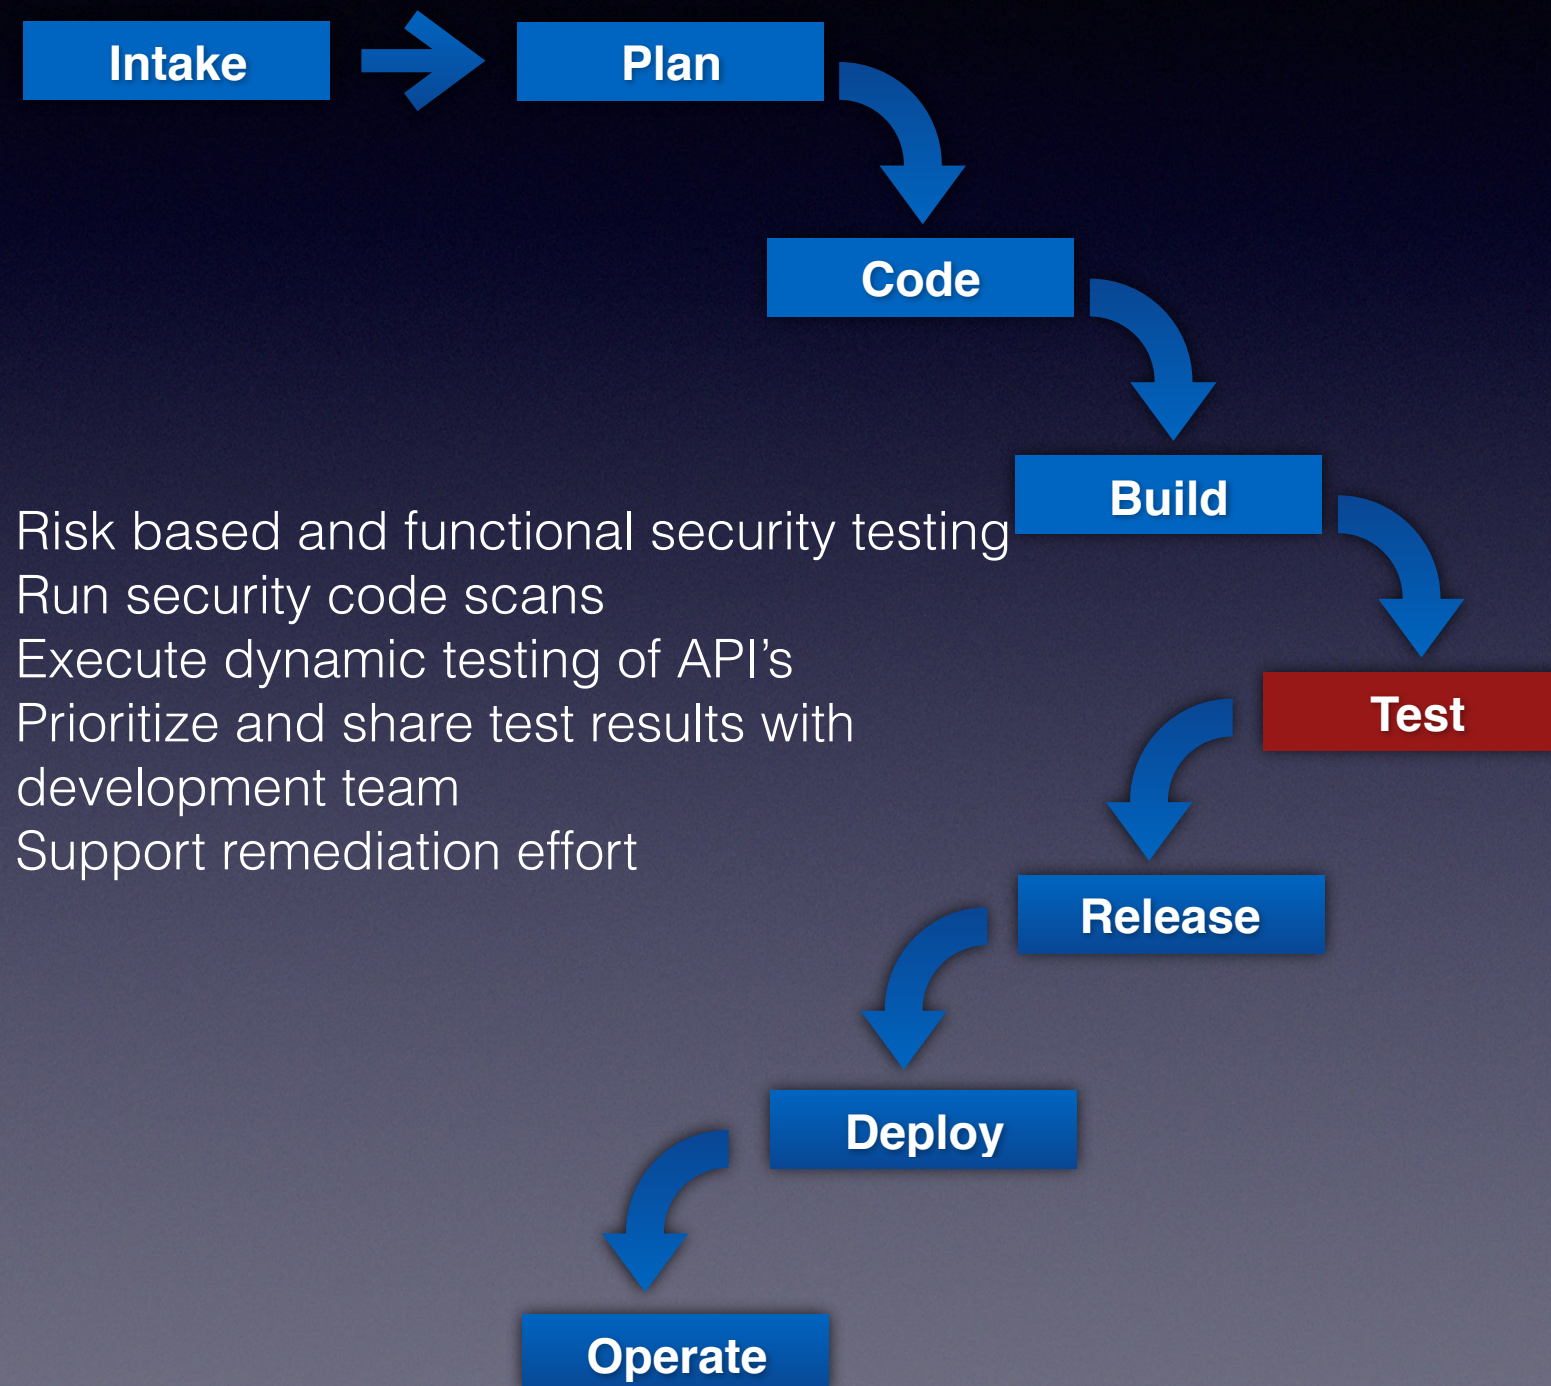 Intake
Plan
Code
Build
Risk based and functional security testing
Run security code scans
Execute dynamic testing of API’s
Prioritize and share test results with
development team
Support remediation effort
Test
Release
Deploy
Operate